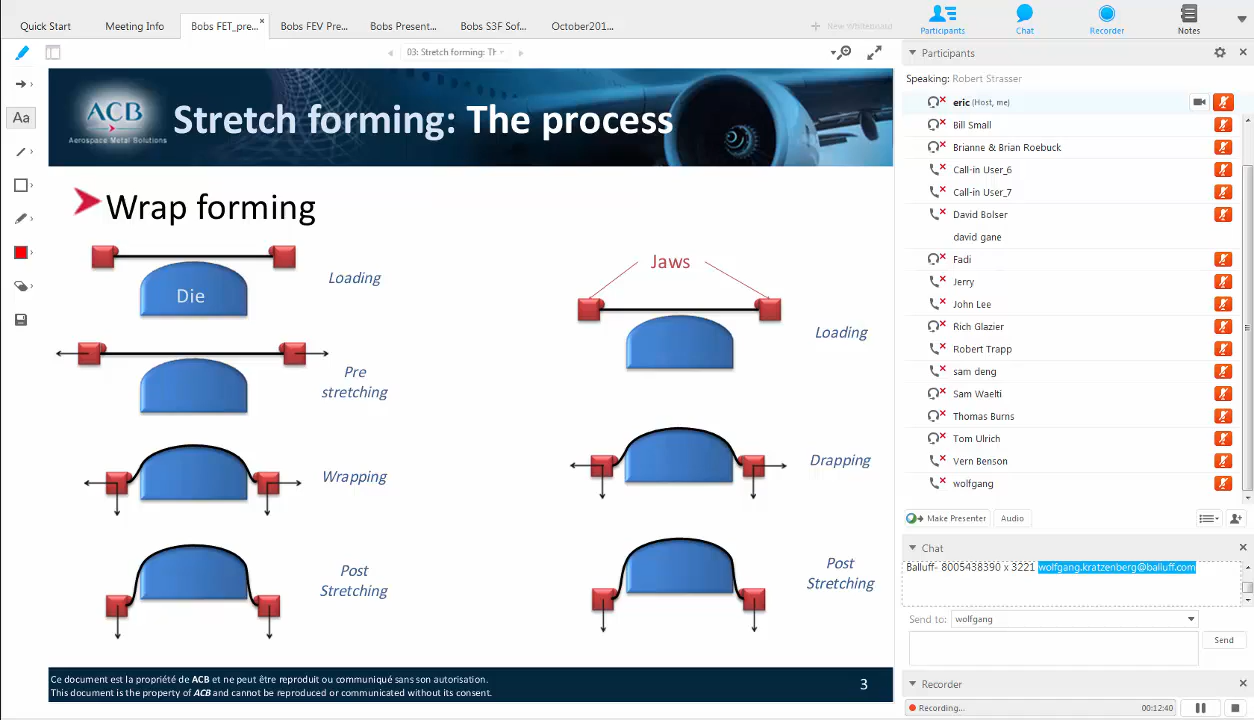 Quick Start
Meeting Info
Bobs FET_pre...
Bobs FEV Pre...
Bobs Present...
Bobs S3F Sof...
October201...
New Whiteboard
Participants
Chat
Recorder
Notes
03: Stretch forming: Th
Aa
ACB
Aerospace Metal Solutions
Stretch forming: The process
Wrap forming
Die
Loading
Pre
stretching
Wrapping
Post
Stretching
Jaws
Loading
Drapping
Post
Stretching
Ce document est la propriété de ACB et ne peut être reproduit ou communiqué sans son autorisation.
This document is the property of ACB and cannot be reproduced or communicated without its consent.
3
Participants
Speaking: Robert Strasser
eric (Host, me)
Bill Small
Brianne & Brian Roebuck
Call-in User_6
Call-in User_7
David Bolser
david gane
Fadi
Jerry
John Lee
Rich Glazier
Robert Trapp
sam deng
Sam Waelti
Thomas Burns
Tom Ulrich
Vern Benson
wolfgang
Make Presenter
Audio
Chat
Balluff- 8005438390 x 3221 wolfgang.kratzenberg@balluff.com
Send to: wolfgang
Send
Recorder
Recording...
00:12:40